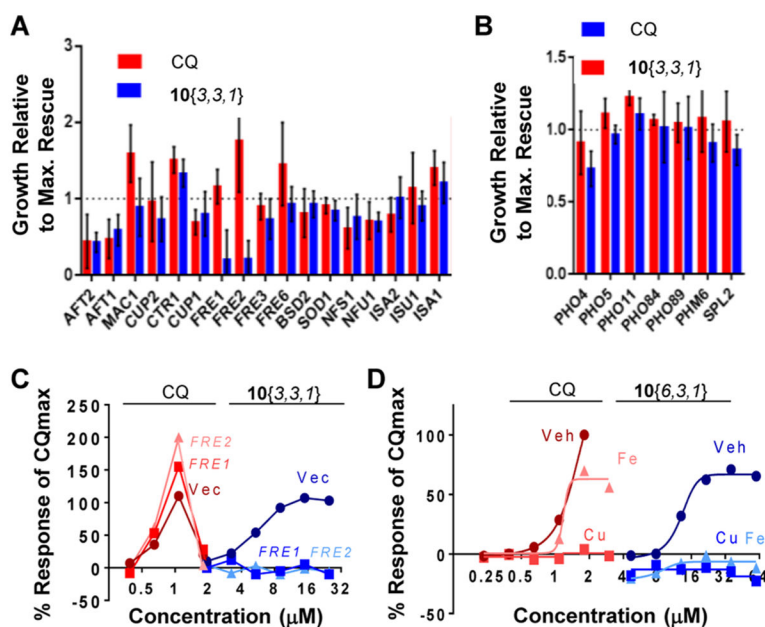 A
Growth Relative
to Max. Rescue
3
2
1
0
CQ
10{3,3,1}
AFT2
AFT1
MAC1
CUP2
CTR1
CUP1
FRE1
FRE2
FRE3
FRE6
BSD2
SOD1
NFS1
NFU1
ISA2
ISU1
ISA1
B
CQ
10{3,3,1}
Growth Relative
to Max. Rescue
1.5
1.0
0.5
0.0
PHO4
PHO5
PHO11
PHO84
PHO89
PHM6
SPL2
C
CQ
10{3,3,1}
% Response of CQmax
250
200
150
100
50
0
-50
FRE2
FRE1
Vec
Vec
FRE1 FRE2
0.5 1 2 4 8 16 32
Concentration (µM)
D
CQ
10{6,3,1}
% Response of CQmax
100
50
0
-50
Veh
Fe
Cu
Veh
Cu Fe
0.25 0.5 1 2 4 8 16 32 64
Concentration (µM)